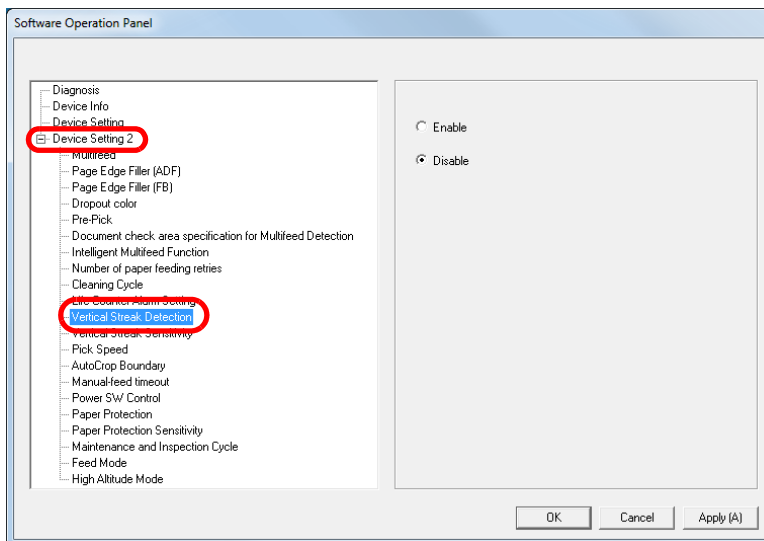 Software Operation Panel
Diagnosis
Device Info
Device Setting
Device Setting 2
Multifeed
Page Edge Filler (ADF)
Page Edge Filler (FB)
Dropout color
Pre-Pick
Document check area specification for Multifeed Detection
Intelligent Multifeed Function
Number of paper feeding retries
Cleaning Cycle
Life Counter Alarm Setting
Vertical Streak Detection
Vertical Streak Sensitivity
Pick Speed
AutoCrop Boundary
Manual-feed timeout
Power SW Control
Paper Protection
Paper Protection Sensitivity
Maintenance and Inspection Cycle
Feed Mode
High Altitude Mode
Enable
Disable
OK Cancel Apply (A)